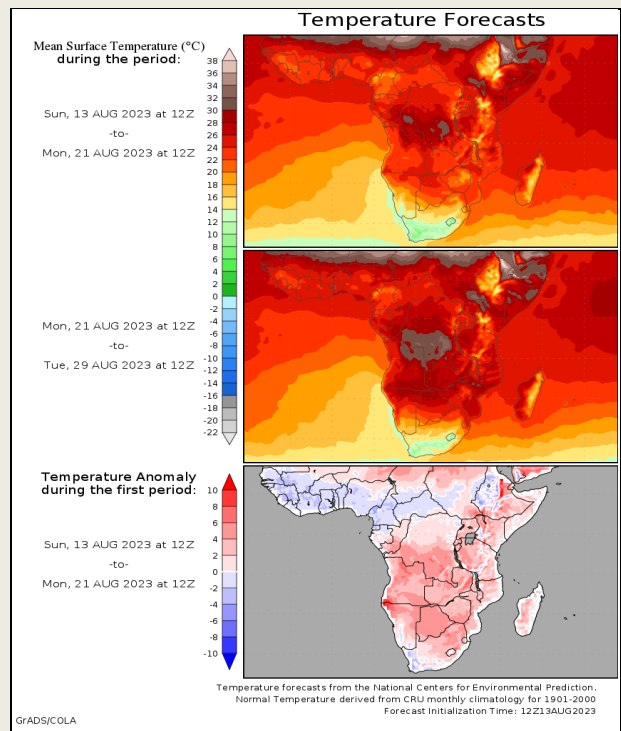 Temperature Forecasts
Mean Surface Temperature (°C)
during the period:
Sun, 13 AUG 2023 at 12Z
-to-
Mon, 21 AUG 2023 at 12Z
38
36
34
32
30
28
26
24
22
20
18
16
14
12
10
8
6
4
2
0
-2
-4
-6
-8
-10
-12
-14
-16
-18
-20
-22
Mon, 21 AUG 2023 at 12Z
-to-
Tue, 29 AUG 2023 at 12Z
Temperature Anomaly
during the first period:
Sun, 13 AUG 2023 at 12Z
-to-
Mon, 21 AUG 2023 at 12Z
10
8
6
4
2
0
-2
-4
-6
-8
-10
Temperature forecasts from the National Centers for Environmental Prediction.
Normal Temperature derived from CRU monthly climatology for 1901-2000
Forecast Initialization Time: 12Z13AUG2023
GrADS/COLA